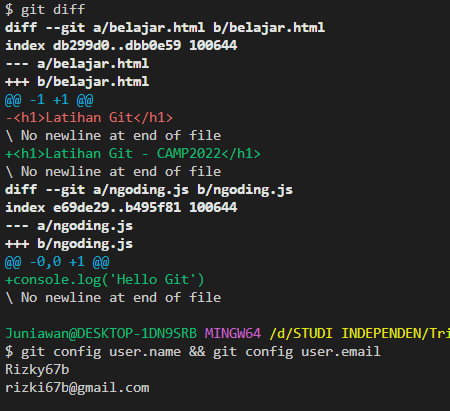 $ git diff
diff --git a/belajar.html b/belajar.html
index db299d0..dbb0e59 100644
--- a/belajar.html
+++ b/belajar.html
@@ -1 +1 @@
-<h1>Latihan Git</h1>
\ No newline at end of file
+<h1>Latihan Git - CAMP2022</h1>
\ No newline at end of file
diff --git a/ngoding.js b/ngoding.js
index e69de29..b495f81 100644
--- a/ngoding.js
+++ b/ngoding.js
@@ -0,0 +1 @@
+console.log('Hello Git')
\ No newline at end of file
Juniawan@DESKTOP-1DN9SRB MINGW64 /d/STUDI INDEPENDEN/Tri
$ git config user.name && git config user.email
Rizky67b
rizki67b@gmail.com